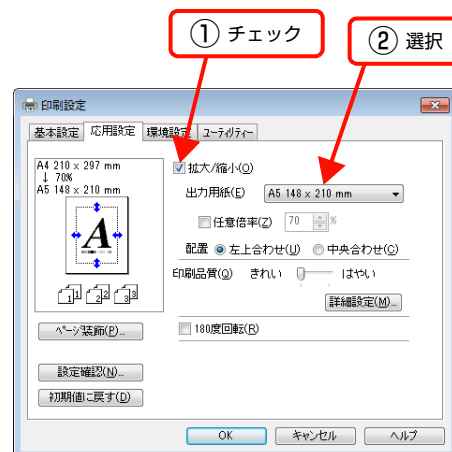 ① チェック
② 選択
印刷設定
基本設定 応用設定 環境設定 ユーティリティー
A4 210 × 297 mm
↓ 70%
A5 148 × 210 mm
A
1 1 2 2 3 3
ページ装飾(P)...
設定確認(N)...
初期値に戻す(D)
拡大/縮小(O)
出力用紙(E) A5 148 × 210 mm
任意倍率(Z) 70 %
配置 左上合わせ(U) 中央合わせ(C)
印刷品質(Q) きれい はやい
詳細設定(M)...
180度回転(R)
OK キャンセル ヘルプ